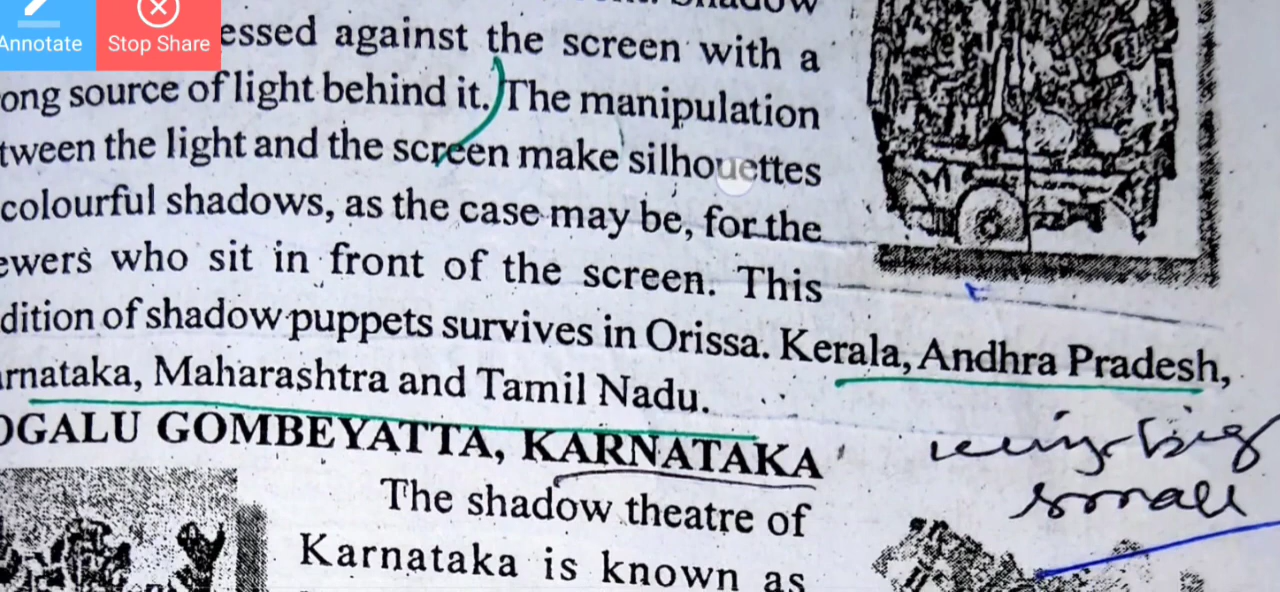 Annotate
Stop Share
essed against the screen with a
ong source of light behind it. The manipulation
tween the light and the screen make silhouettes
colourful shadows, as the case may be, for the
ewers who sit in front of the screen. This
dition of shadow puppets survives in Orissa. Kerala, Andhra Pradesh,
rnataka, Maharashtra and Tamil Nadu.
OGALU GOMBEYATTA, KARNATAKA
big
small
The shadow theatre of
Karnataka is known as